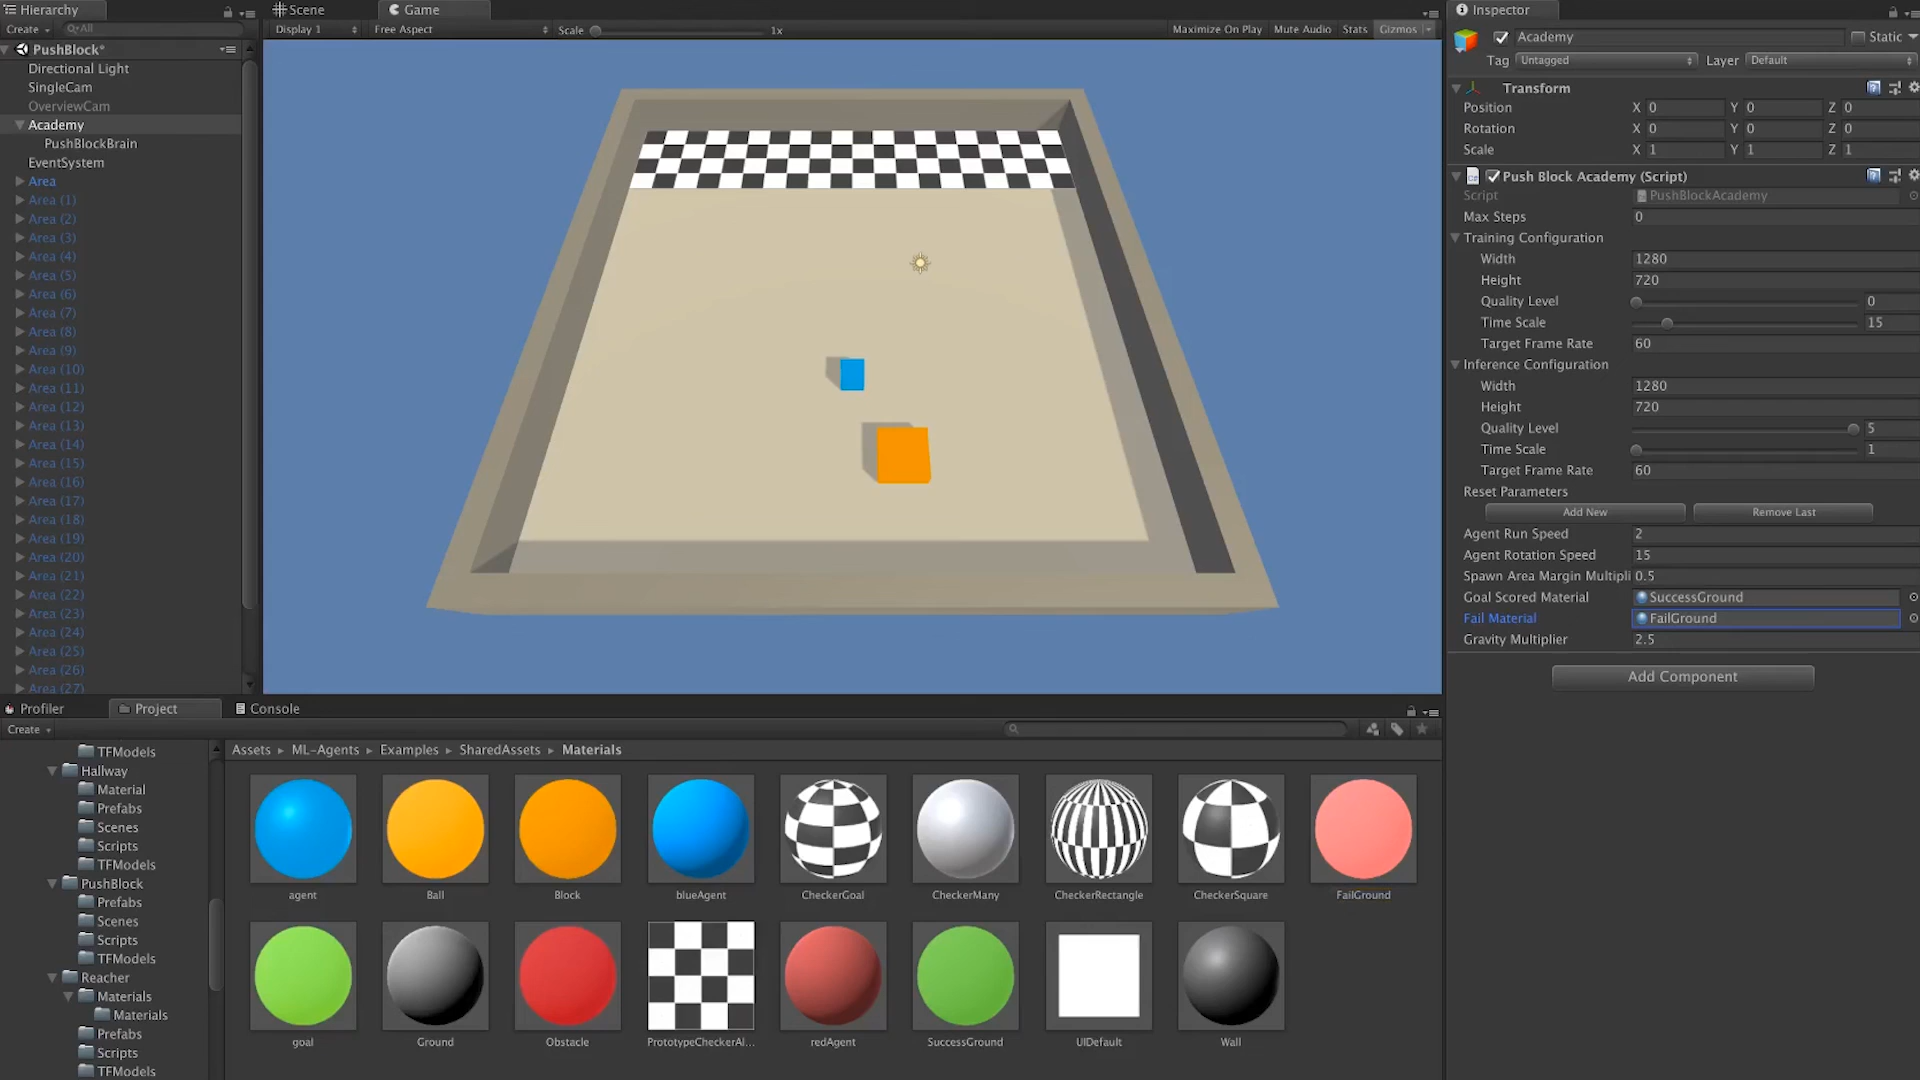 Hierarchy
Create
All
PushBlock*
Directional Light
SingleCam
OverviewCam
Academy
PushBlockBrain
EventSystem
Area
Area (1)
Area (2)
Area (3)
Area (4)
Area (5)
Area (6)
Area (7)
Area (8)
Area (9)
Area (10)
Area (11)
Area (12)
Area (13)
Area (14)
Area (15)
Area (16)
Area (17)
Area (18)
Area (19)
Area (20)
Area (21)
Area (22)
Area (23)
Area (24)
Area (25)
Area (26)
Area (27)
Scene Game
Display 1 Free Aspect Scale 1x Maximize On Play Mute Audio Stats Gizmos
Inspector
Academy Static
Tag Untagged Layer Default
Transform
Position X 0 Y 0 Z 0
Rotation X 0 Y 0 Z 0
Scale X 1 Y 1 Z 1
Push Block Academy (Script)
Script PushBlockAcademy
Max Steps 0
Training Configuration
Width 1280
Height 720
Quality Level 0
Time Scale 15
Target Frame Rate 60
Inference Configuration
Width 1280
Height 720
Quality Level 5
Time Scale 1
Target Frame Rate 60
Reset Parameters
Add New Remove Last
Agent Run Speed 2
Agent Rotation Speed 15
Spawn Area Margin Multipli 0.5
Goal Scored Material SuccessGround
Fail Material FailGround
Gravity Multiplier 2.5
Add Component
Profiler Project Console
Create
TFModels
Hallway
Material
Prefabs
Scenes
Scripts
TFModels
PushBlock
Prefabs
Scenes
Scripts
TFModels
Reacher
Materials
Materials
Prefabs
Scripts
TFModels
Assets ML-Agents Examples SharedAssets Materials
agent Ball Block blueAgent CheckerGoal CheckerMany CheckerRectangle CheckerSquare FailGround
goal Ground Obstacle PrototypeCheckerAl... redAgent SuccessGround UIDefault Wall